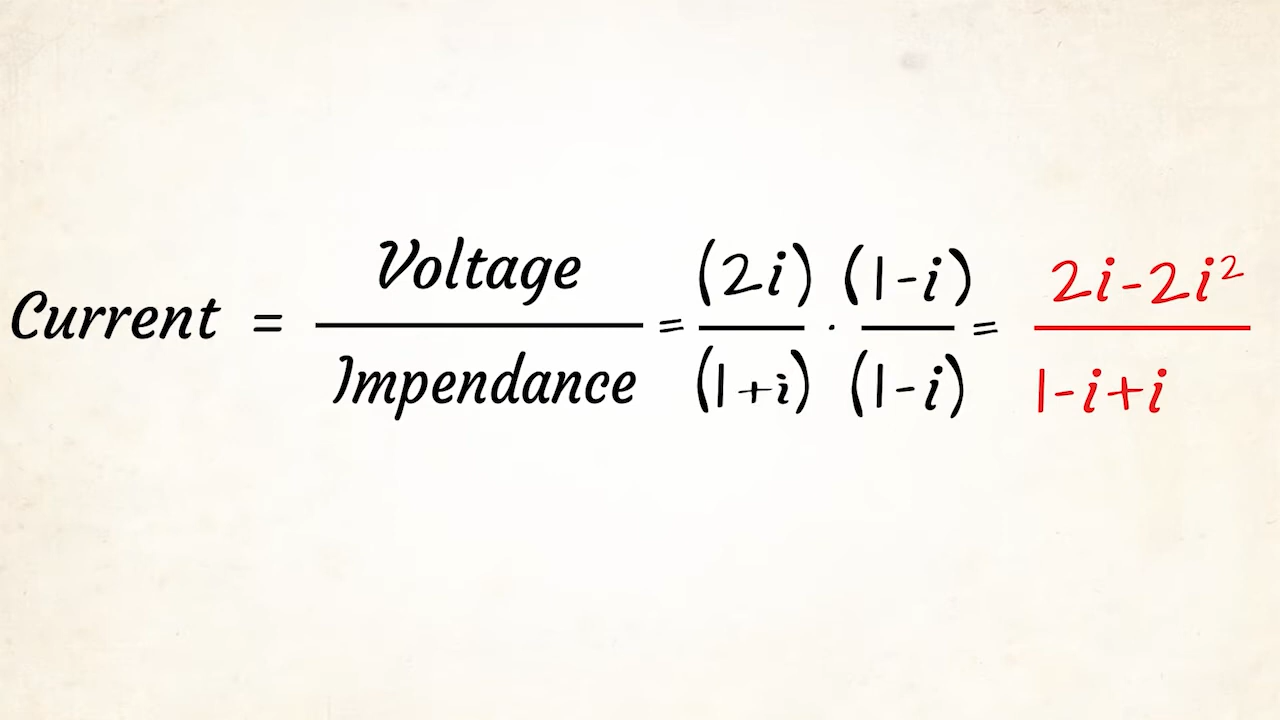 Current = Voltage / Impendance = (2i) / (1+i) · (1-i) / (1-i) = 2i-2i² / 1-i+i